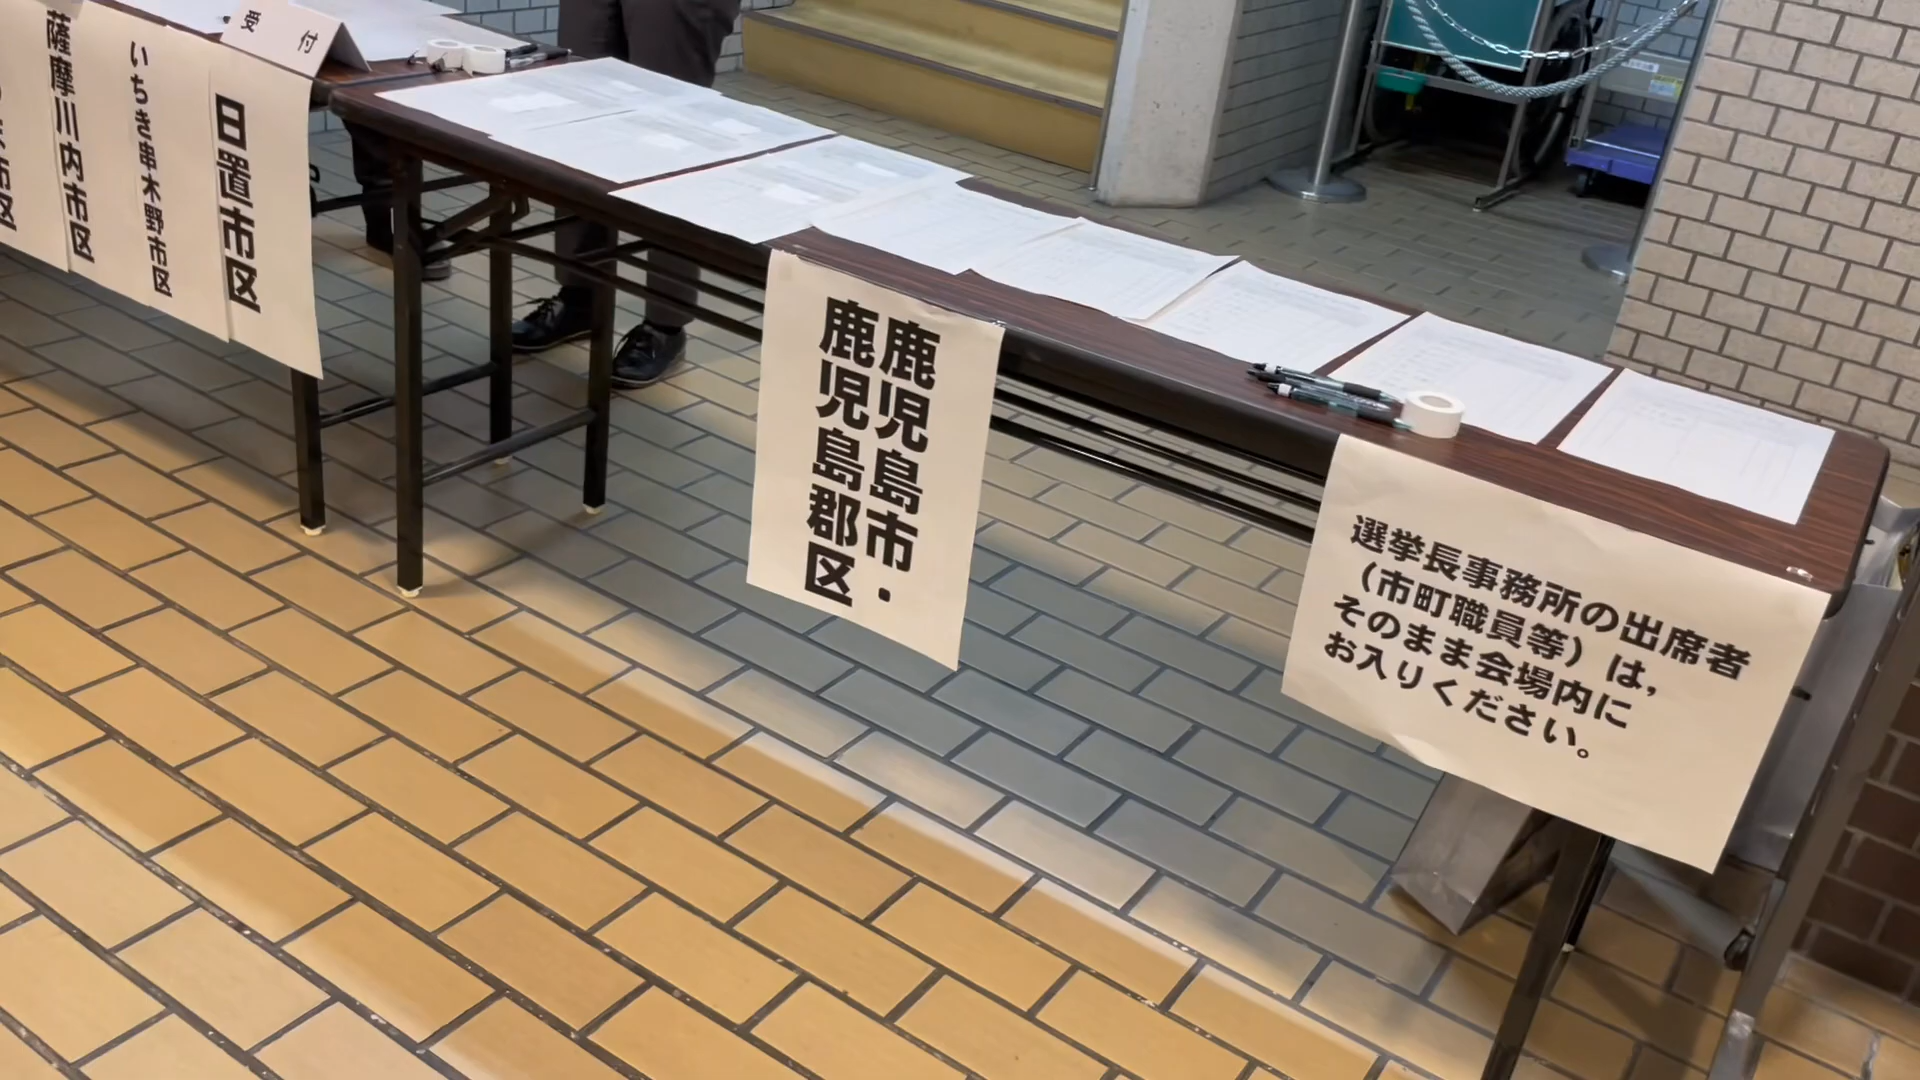 受 付
薩摩川内市区
いちき串木野市区
日置市区
鹿児島市・
鹿児島郡区
選挙長事務所の出席者
（市町職員等）は，
そのまま会場内に
お入りください。